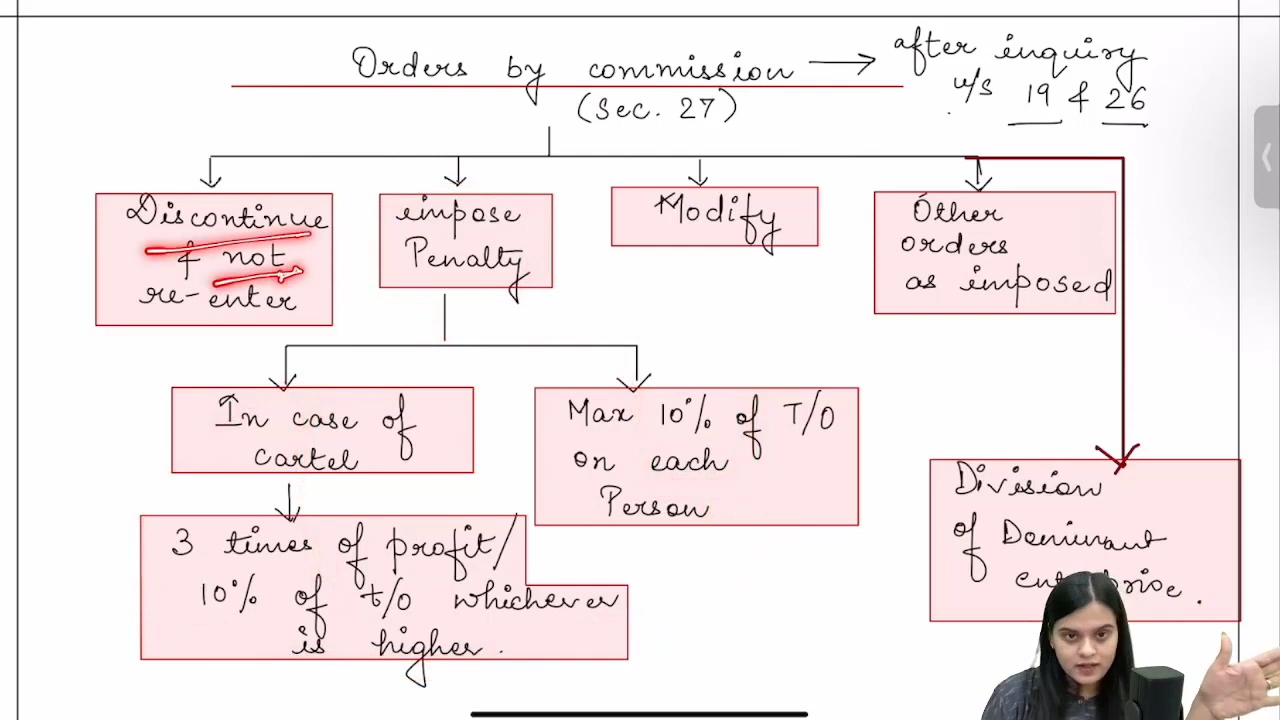 Orders by commission → after inquiry
u/s 19 & 26
(Sec. 27)
Discontinue
& not
re-enter
impose
Penalty
Modify
Other
orders
as imposed
In case of
cartel
Max 10% of T/O
on each
Person
3 times of profit/
10% of t/o whichever
is higher.
Division
of Dominant
enterprise.